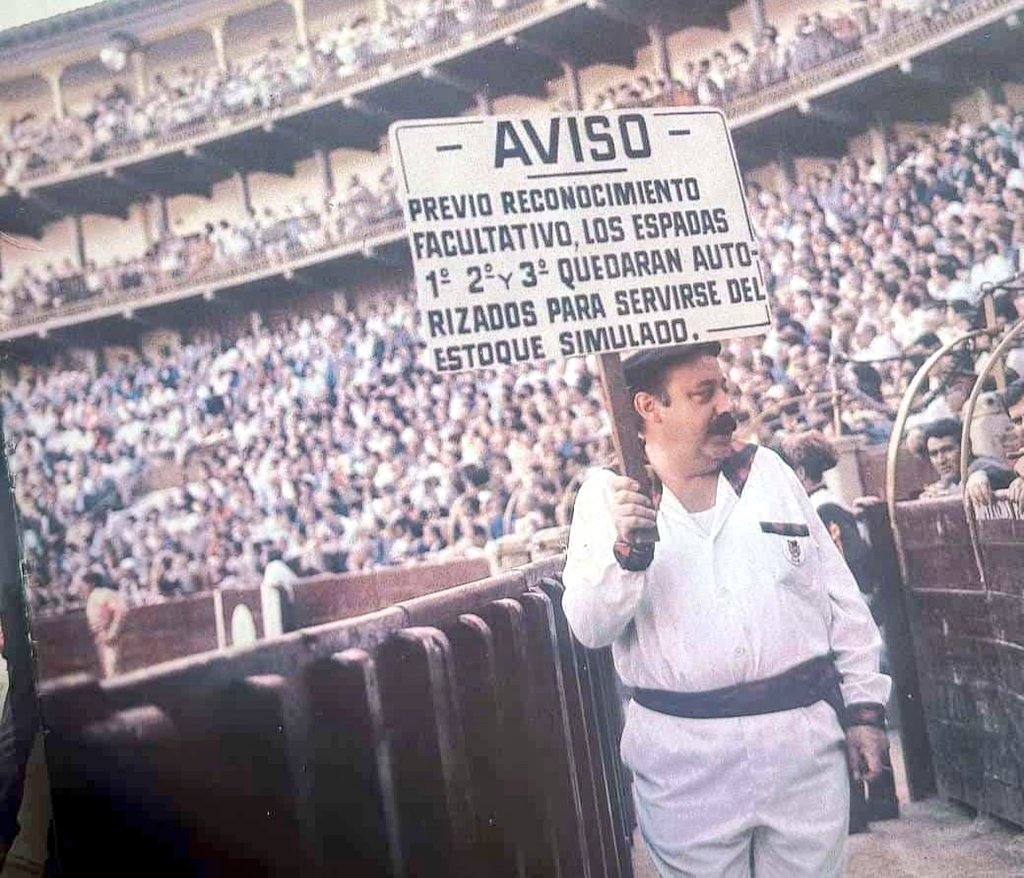 - AVISO -
PREVIO RECONOCIMIENTO
FACULTATIVO, LOS ESPADAS
1º 2º Y 3º QUEDARAN AUTO-
RIZADOS PARA SERVIRSE DEL
ESTOQUE SIMULADO.